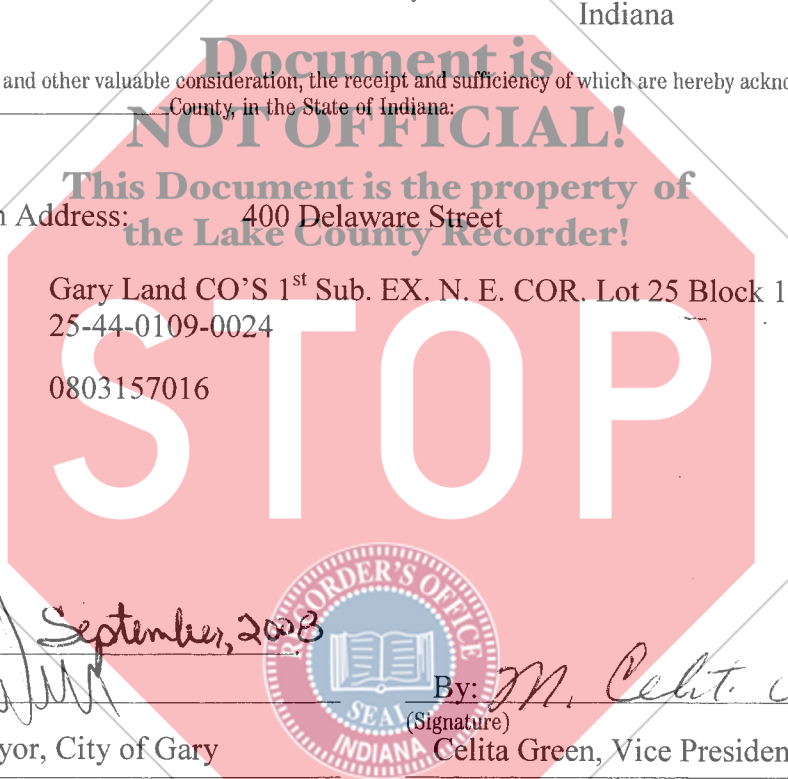 Indiana
Document is
and other valuable consideration, the receipt and sufficiency of which are hereby ackno
County, in the State of Indiana:
NOT OFFICIAL!
This Document is the property of
Address: 400 Delaware Street
the Lake County Recorder!
Gary Land CO'S 1st Sub. EX. N. E. COR. Lot 25 Block 1
25-44-0109-0024
0803157016
STOP
RECORDER'S OFFICE
SEAL
INDIANA
September, 2008
By: M. Celit
(Signature)
yor, City of Gary Celita Green, Vice Presiden